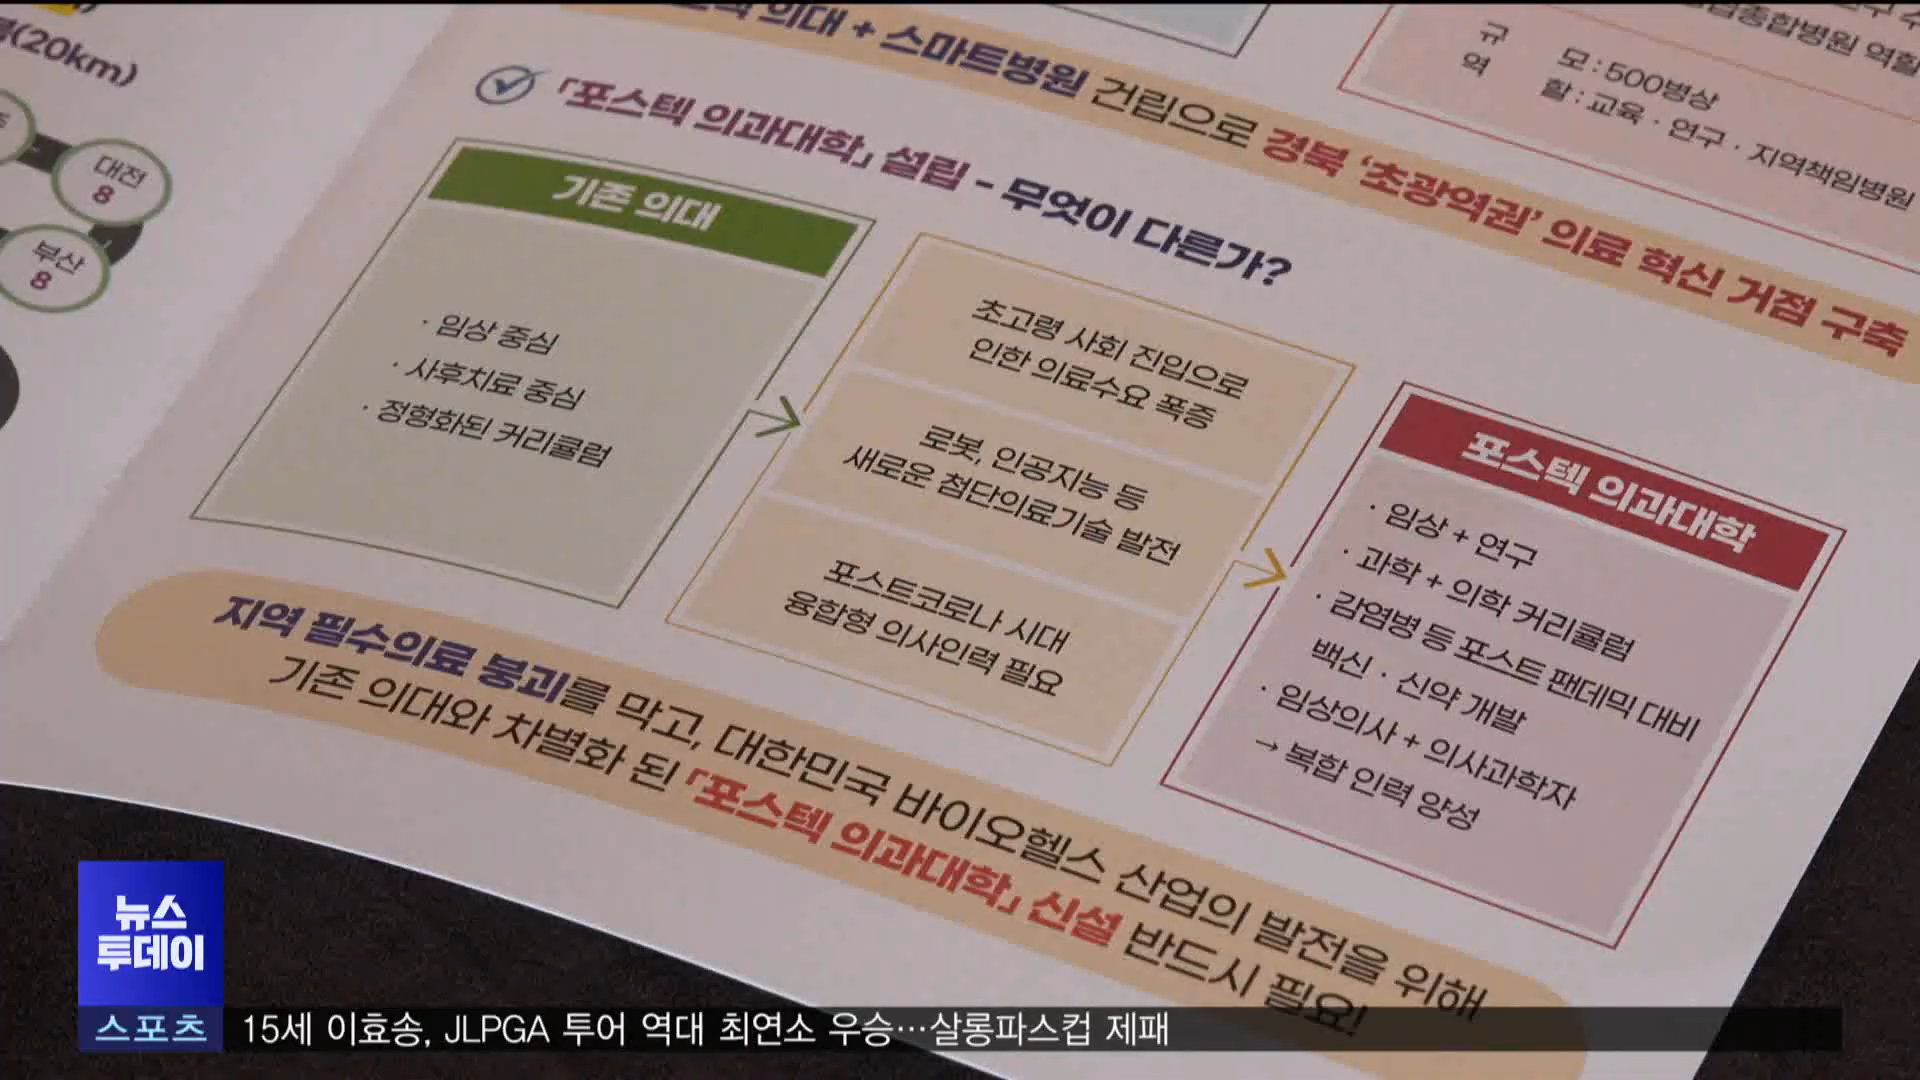 (20km)
대전
8
부산
8
의대 + 스마트병원 건립으로 경북 '초광역권' 의료 혁신 거점 구축
종합병원 역할
규 모 : 500병상
역 할 : 교육 · 연구 · 지역책임병원
「포스텍 의과대학」 설립 - 무엇이 다른가?
기존 의대
· 임상 중심
· 사후치료 중심
· 정형화된 커리큘럼
초고령 사회 진입으로
인한 의료수요 폭증
로봇, 인공지능 등
새로운 첨단의료기술 발전
포스트코로나 시대
융합형 의사인력 필요
포스텍 의과대학
· 임상 + 연구
· 과학 + 의학 커리큘럼
· 감염병 등 포스트 팬데믹 대비
백신 · 신약 개발
· 임상의사 + 의사과학자
→ 복합 인력 양성
지역 필수의료 붕괴를 막고, 대한민국 바이오헬스 산업의 발전을 위해
기존 의대와 차별화 된 「포스텍 의과대학」 신설 반드시 필요!
뉴스
투데이
스포츠 15세 이효송, JLPGA 투어 역대 최연소 우승…살롱파스컵 제패